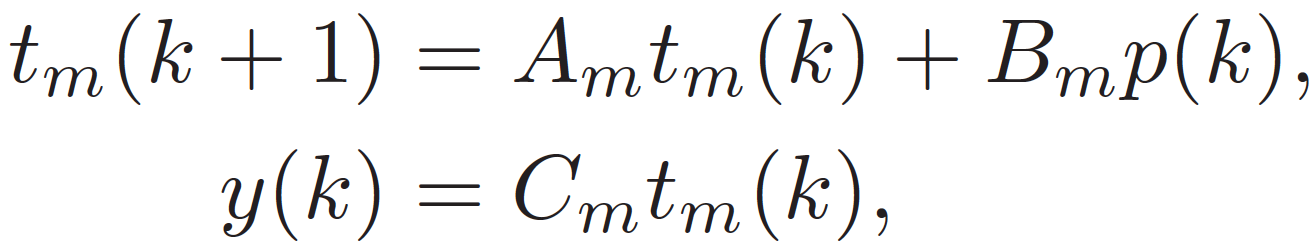 t_m(k + 1) = A_m t_m(k) + B_m p(k),
y(k) = C_m t_m(k),